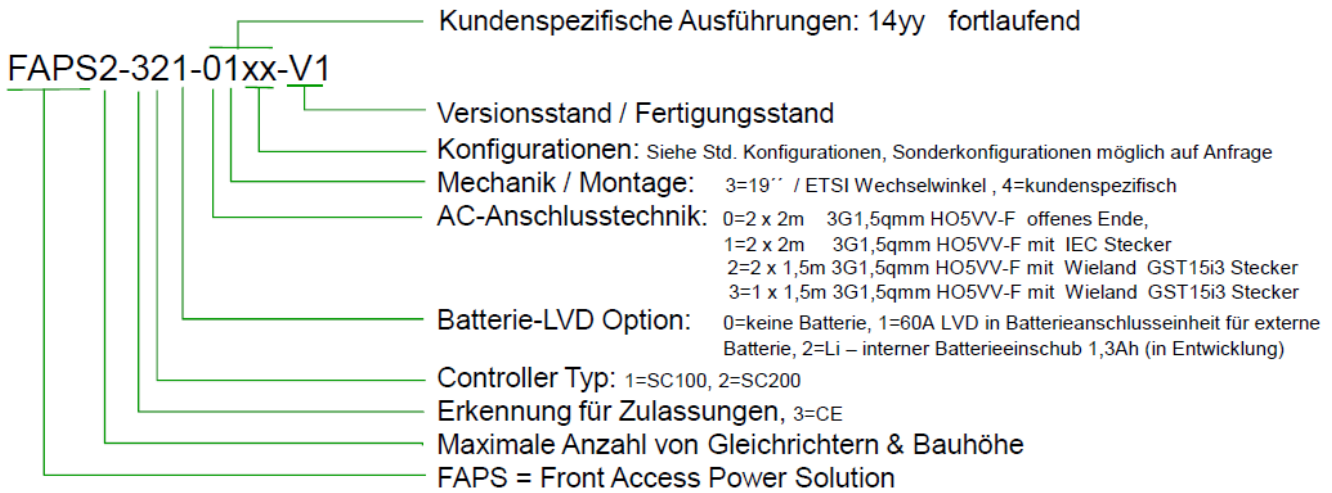 Kundenspezifische Ausführungen: 14yy fortlaufend
FAPS2-321-01xx-V1
Versionsstand / Fertigungsstand
Konfigurationen: Siehe Std. Konfigurationen, Sonderkonfigurationen möglich auf Anfrage
Mechanik / Montage: 3=19´´ / ETSI Wechselwinkel , 4=kundenspezifisch
AC-Anschlusstechnik: 0=2 x 2m 3G1,5qmm HO5VV-F offenes Ende,
1=2 x 2m 3G1,5qmm HO5VV-F mit IEC Stecker
2=2 x 1,5m 3G1,5qmm HO5VV-F mit Wieland GST15i3 Stecker
3=1 x 1,5m 3G1,5qmm HO5VV-F mit Wieland GST15i3 Stecker
Batterie-LVD Option: 0=keine Batterie, 1=60A LVD in Batterieanschlusseinheit für externe
Batterie, 2=Li – interner Batterieeinschub 1,3Ah (in Entwicklung)
Controller Typ: 1=SC100, 2=SC200
Erkennung für Zulassungen, 3=CE
Maximale Anzahl von Gleichrichtern & Bauhöhe
FAPS = Front Access Power Solution